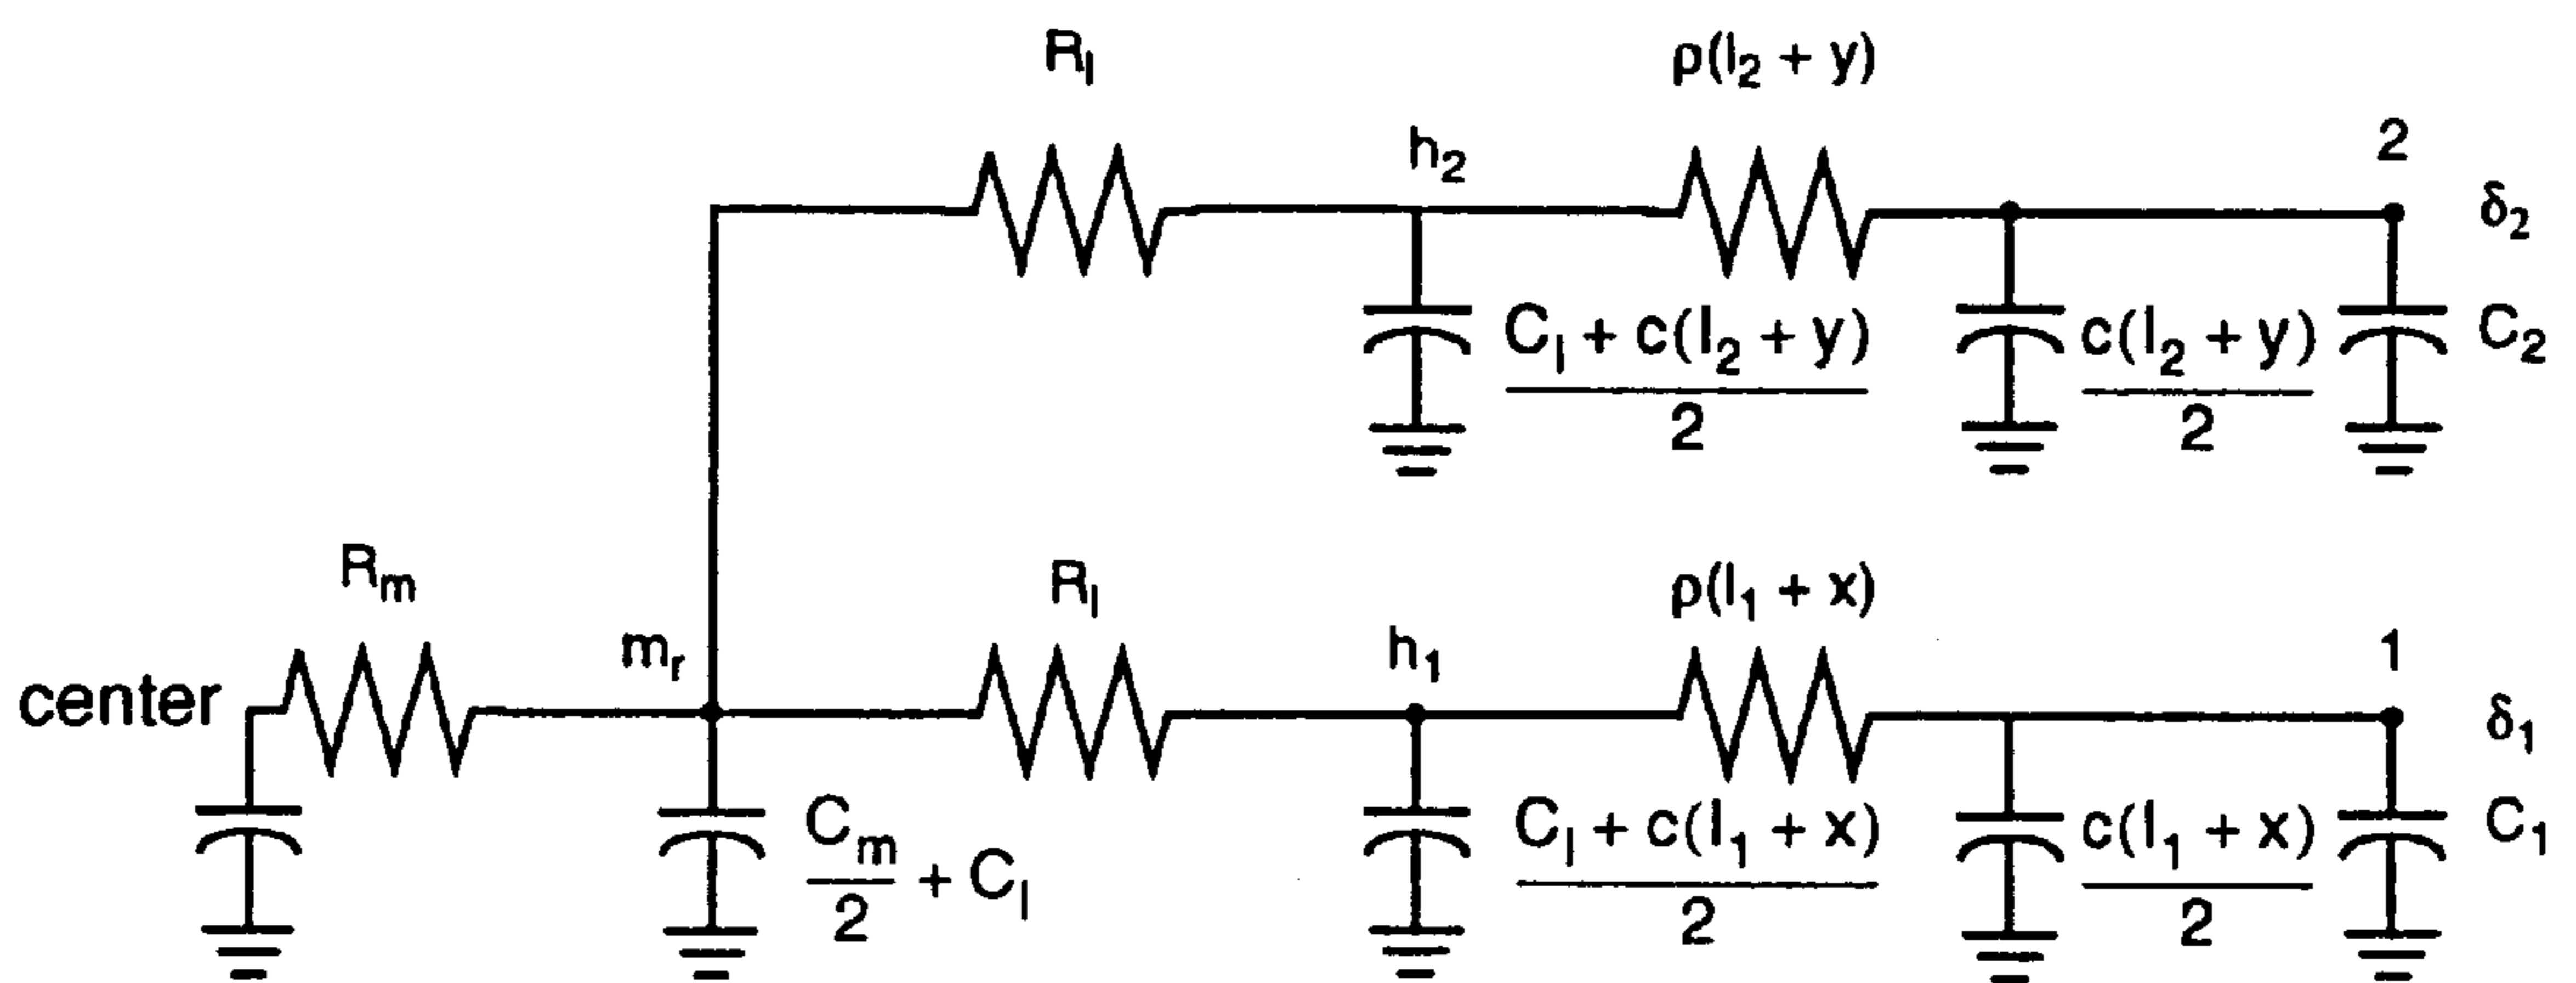 R_l
ρ(l_2 + y)
h_2
2
δ_2
C_l + c(l_2 + y)
2
c(l_2 + y)
2
C_2
R_m
R_l
ρ(l_1 + x)
center
m_r
h_1
1
δ_1
C_m
2
+ C_l
C_l + c(l_1 + x)
2
c(l_1 + x)
2
C_1